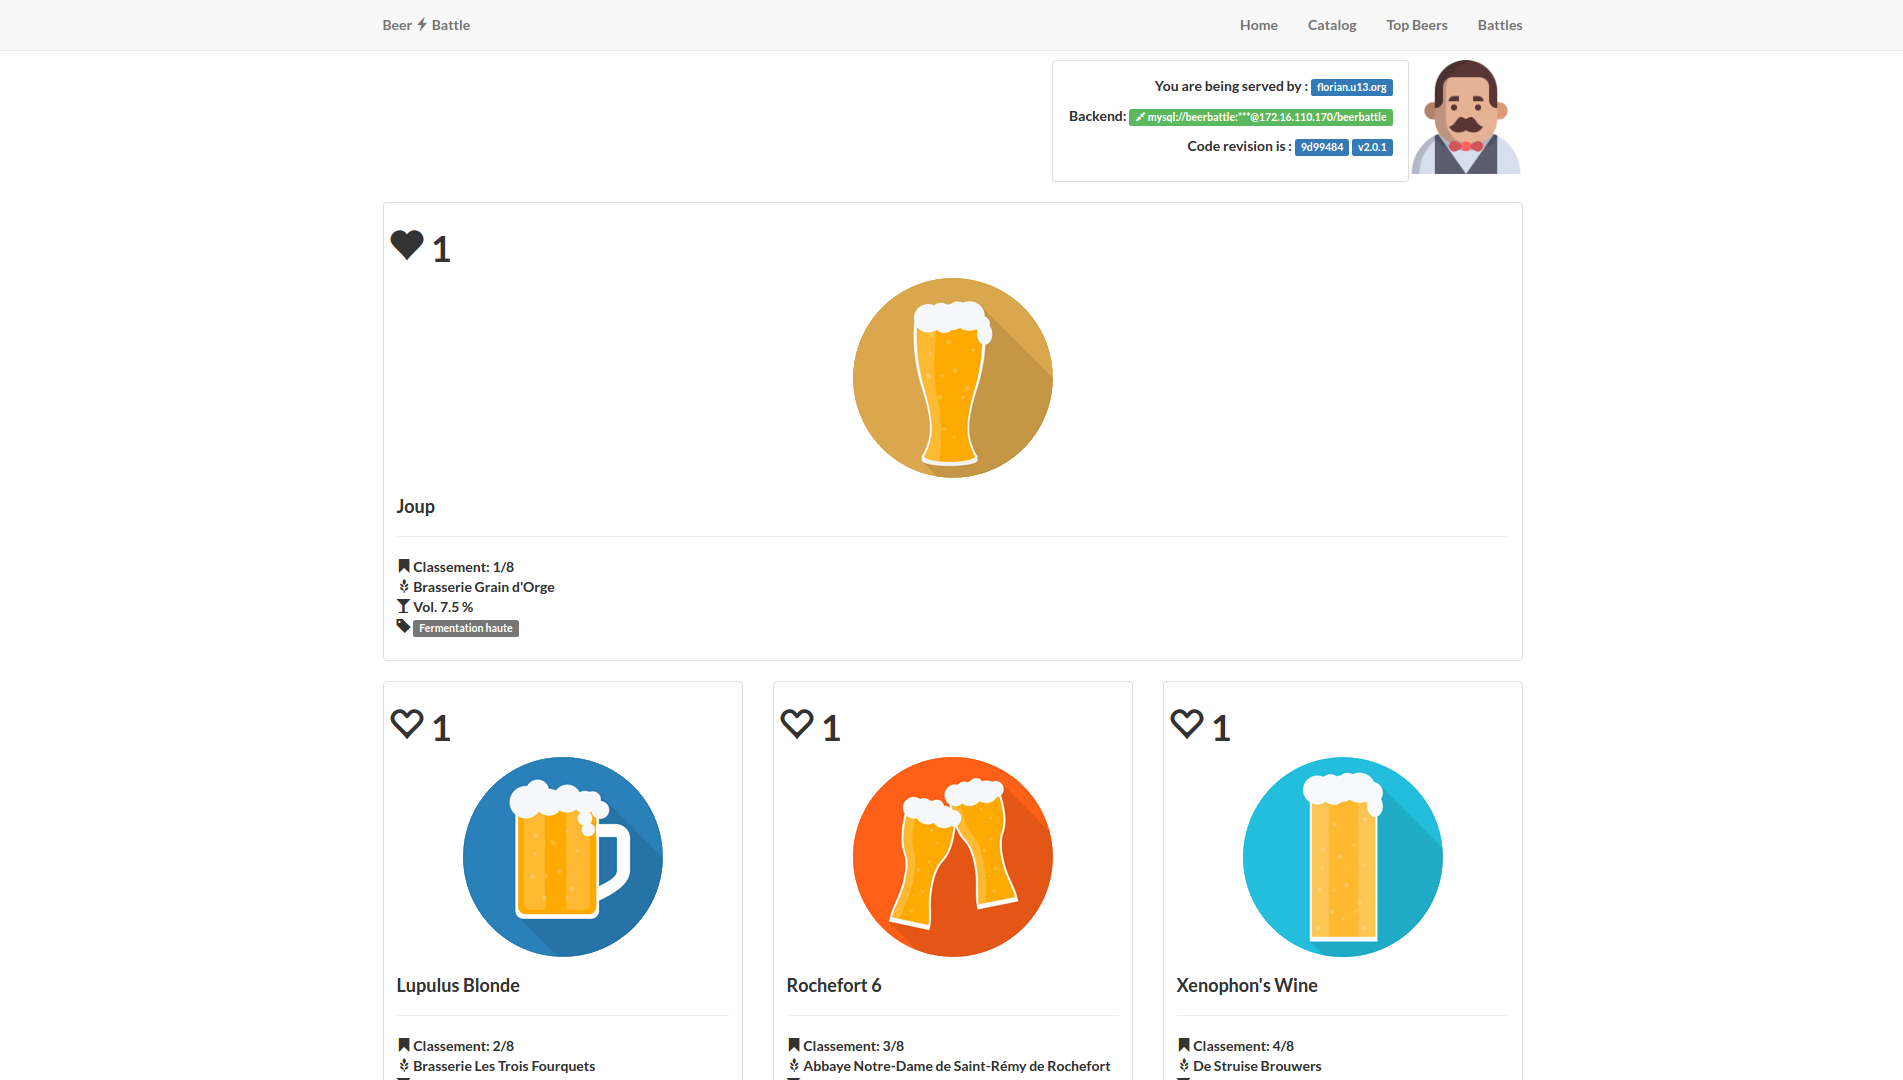 Beer Battle
Home Catalog Top Beers Battles
You are being served by : florian.u13.org
Backend: mysql://beerbattle:***@172.16.110.170/beerbattle
Code revision is : 9d99484 v2.0.1
1
Joup
Classement: 1/8
Brasserie Grain d'Orge
Vol. 7.5 %
Fermentation haute
1
Lupulus Blonde
Classement: 2/8
Brasserie Les Trois Fourquets
1
Rochefort 6
Classement: 3/8
Abbaye Notre-Dame de Saint-Rémy de Rochefort
1
Xenophon's Wine
Classement: 4/8
De Struise Brouwers